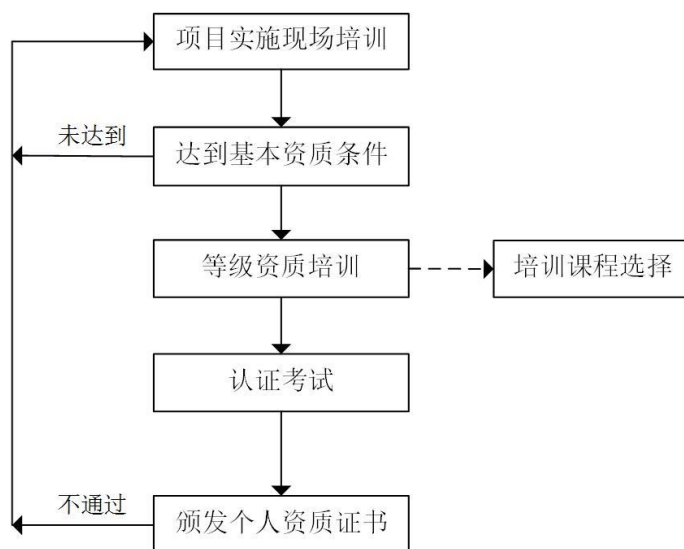 项目实施现场培训
未达到
达到基本资质条件
等级资质培训
培训课程选择
认证考试
不通过
颁发个人资质证书